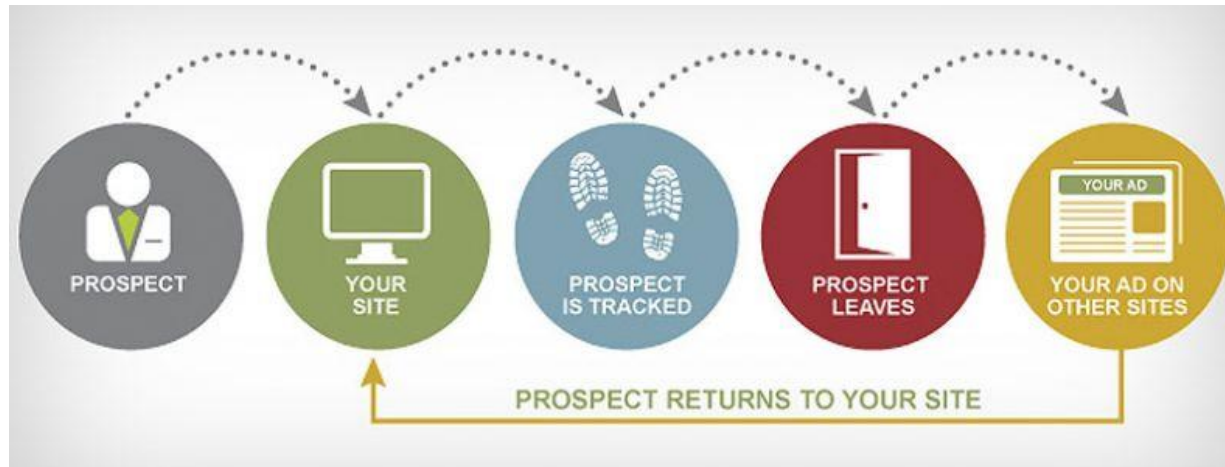 PROSPECT
YOUR
SITE
PROSPECT
IS TRACKED
PROSPECT
LEAVES
YOUR AD
YOUR AD ON
OTHER SITES
PROSPECT RETURNS TO YOUR SITE